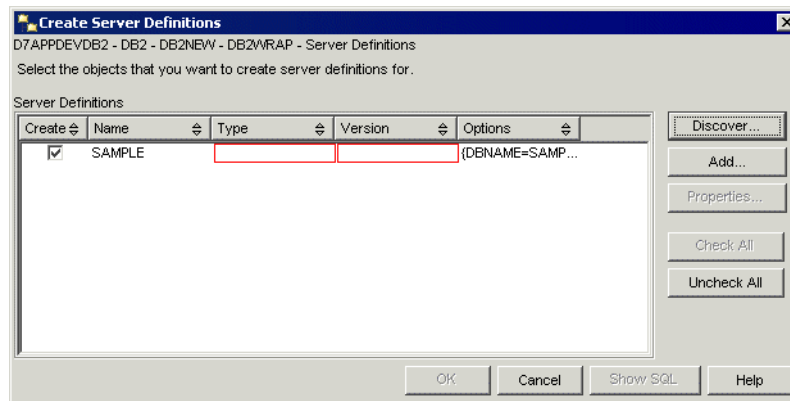 Create Server Definitions
D7APPDEVDB2 - DB2 - DB2NEW - DB2WRAP - Server Definitions
Select the objects that you want to create server definitions for.
Server Definitions
Create Name Type Version Options
SAMPLE {DBNAME=SAMP...
Discover...
Add...
Properties...
Check All
Uncheck All
OK Cancel Show SQL Help